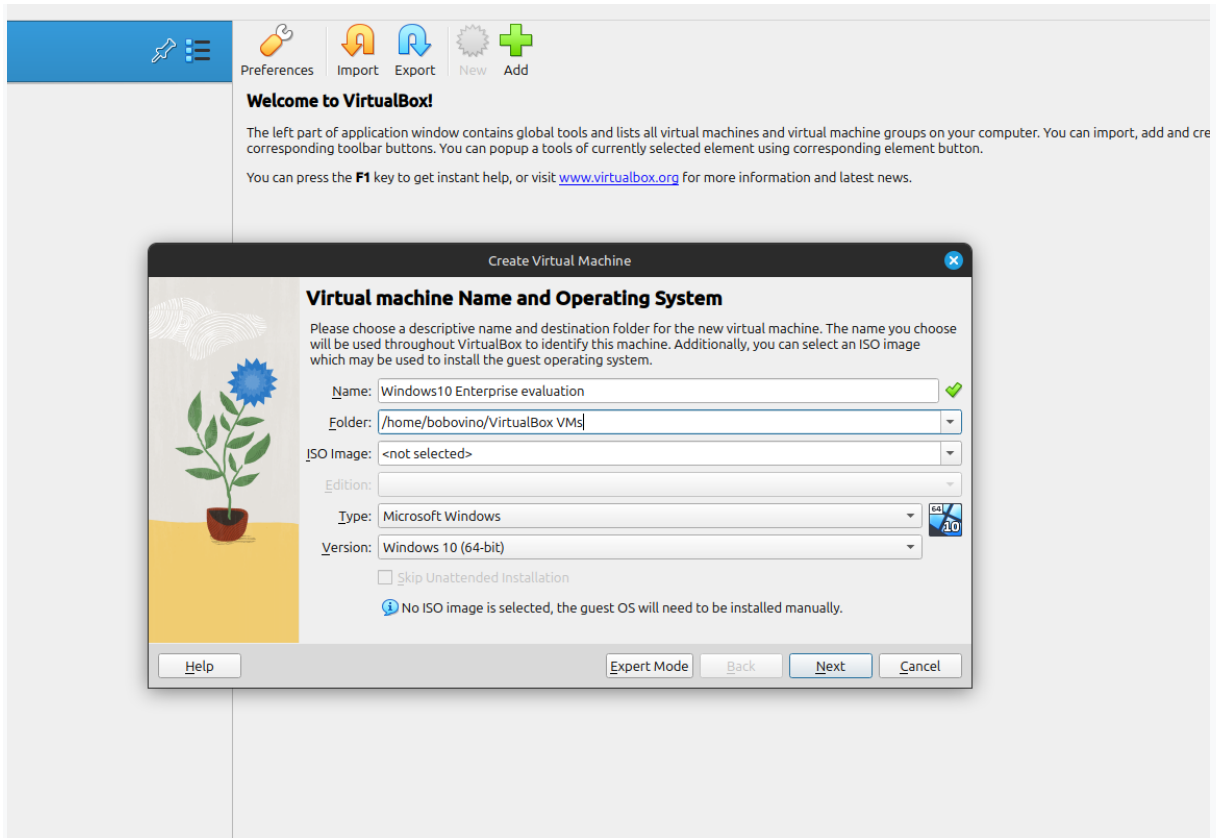 Preferences
Import
Export
New
Add
Welcome to VirtualBox!
The left part of application window contains global tools and lists all virtual machines and virtual machine groups on your computer. You can import, add and cre
corresponding toolbar buttons. You can popup a tools of currently selected element using corresponding element button.
You can press the F1 key to get instant help, or visit www.virtualbox.org for more information and latest news.
Create Virtual Machine
Virtual machine Name and Operating System
Please choose a descriptive name and destination folder for the new virtual machine. The name you choose
will be used throughout VirtualBox to identify this machine. Additionally, you can select an ISO image
which may be used to install the guest operating system.
Name: Windows10 Enterprise evaluation
Folder: /home/bobovino/VirtualBox VMs
ISO Image: <not selected>
Edition:
Type: Microsoft Windows
64
10
Version: Windows 10 (64-bit)
Skip Unattended Installation
No ISO image is selected, the guest OS will need to be installed manually.
Help
Expert Mode
Back
Next
Cancel